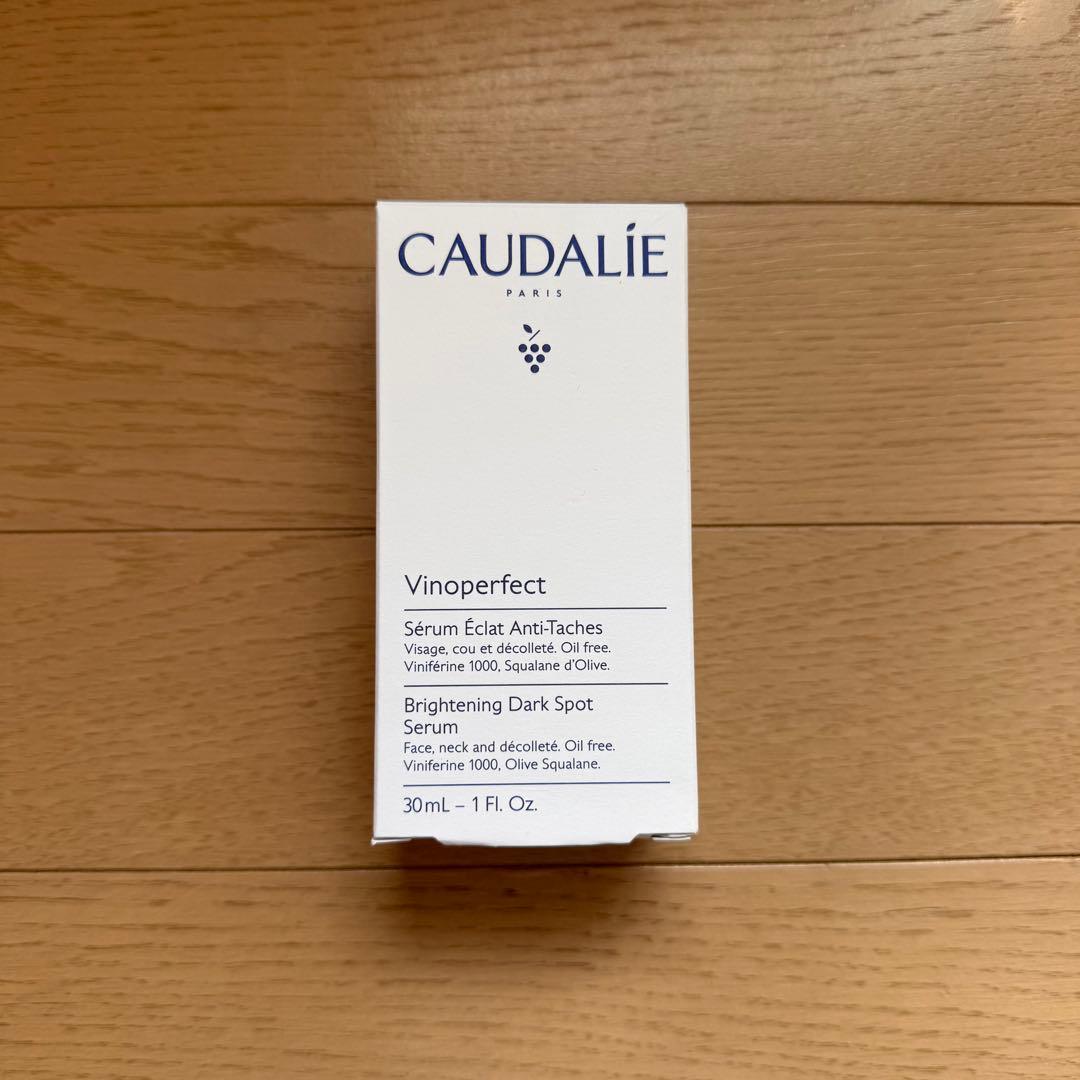 CAUDALÍE
PARIS
Vinoperfect
Sérum Éclat Anti-Taches
Visage, cou et décolleté. Oil free.
Viniférine 1000, Squalane d'Olive.
Brightening Dark Spot
Serum
Face, neck and décolleté. Oil free.
Viniferine 1000, Olive Squalane.
30mL – 1 Fl. Oz.